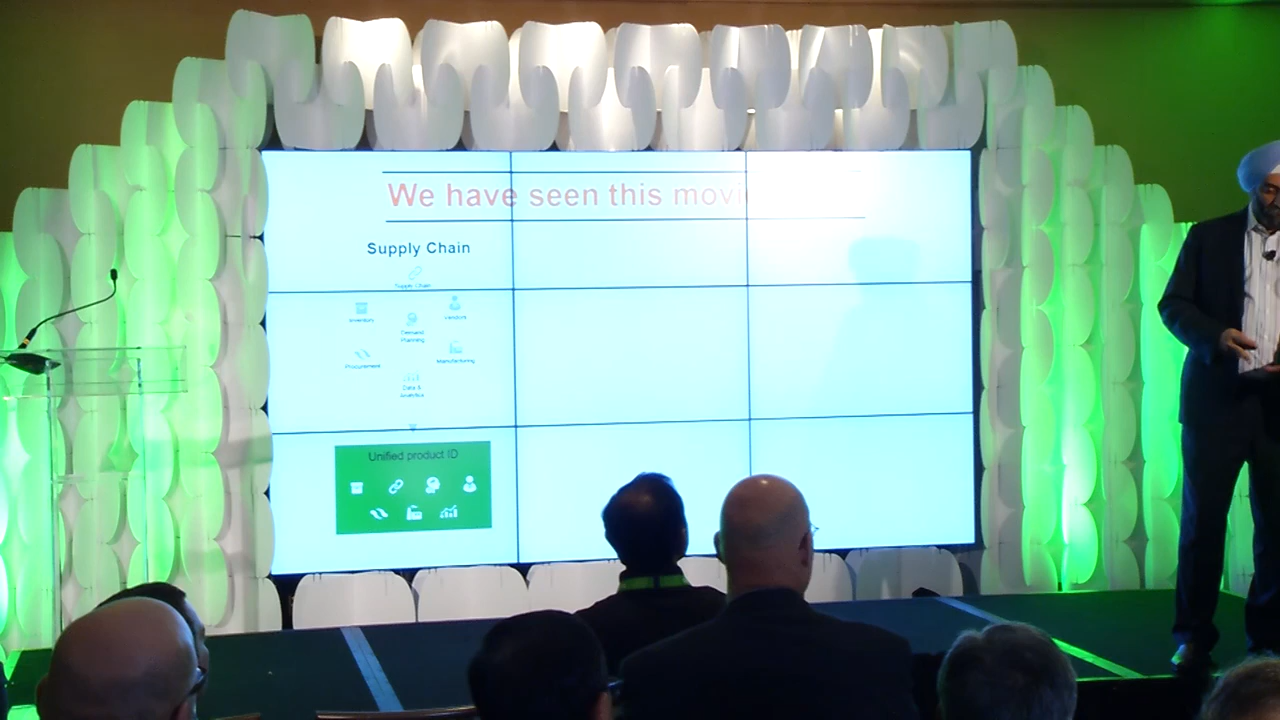 We have seen this movi
Supply Chain
Supply Chain
Inventory
Vendors
Demand
Planning
Procurement
Manufacturing
Data &
Analytics
Unified product ID